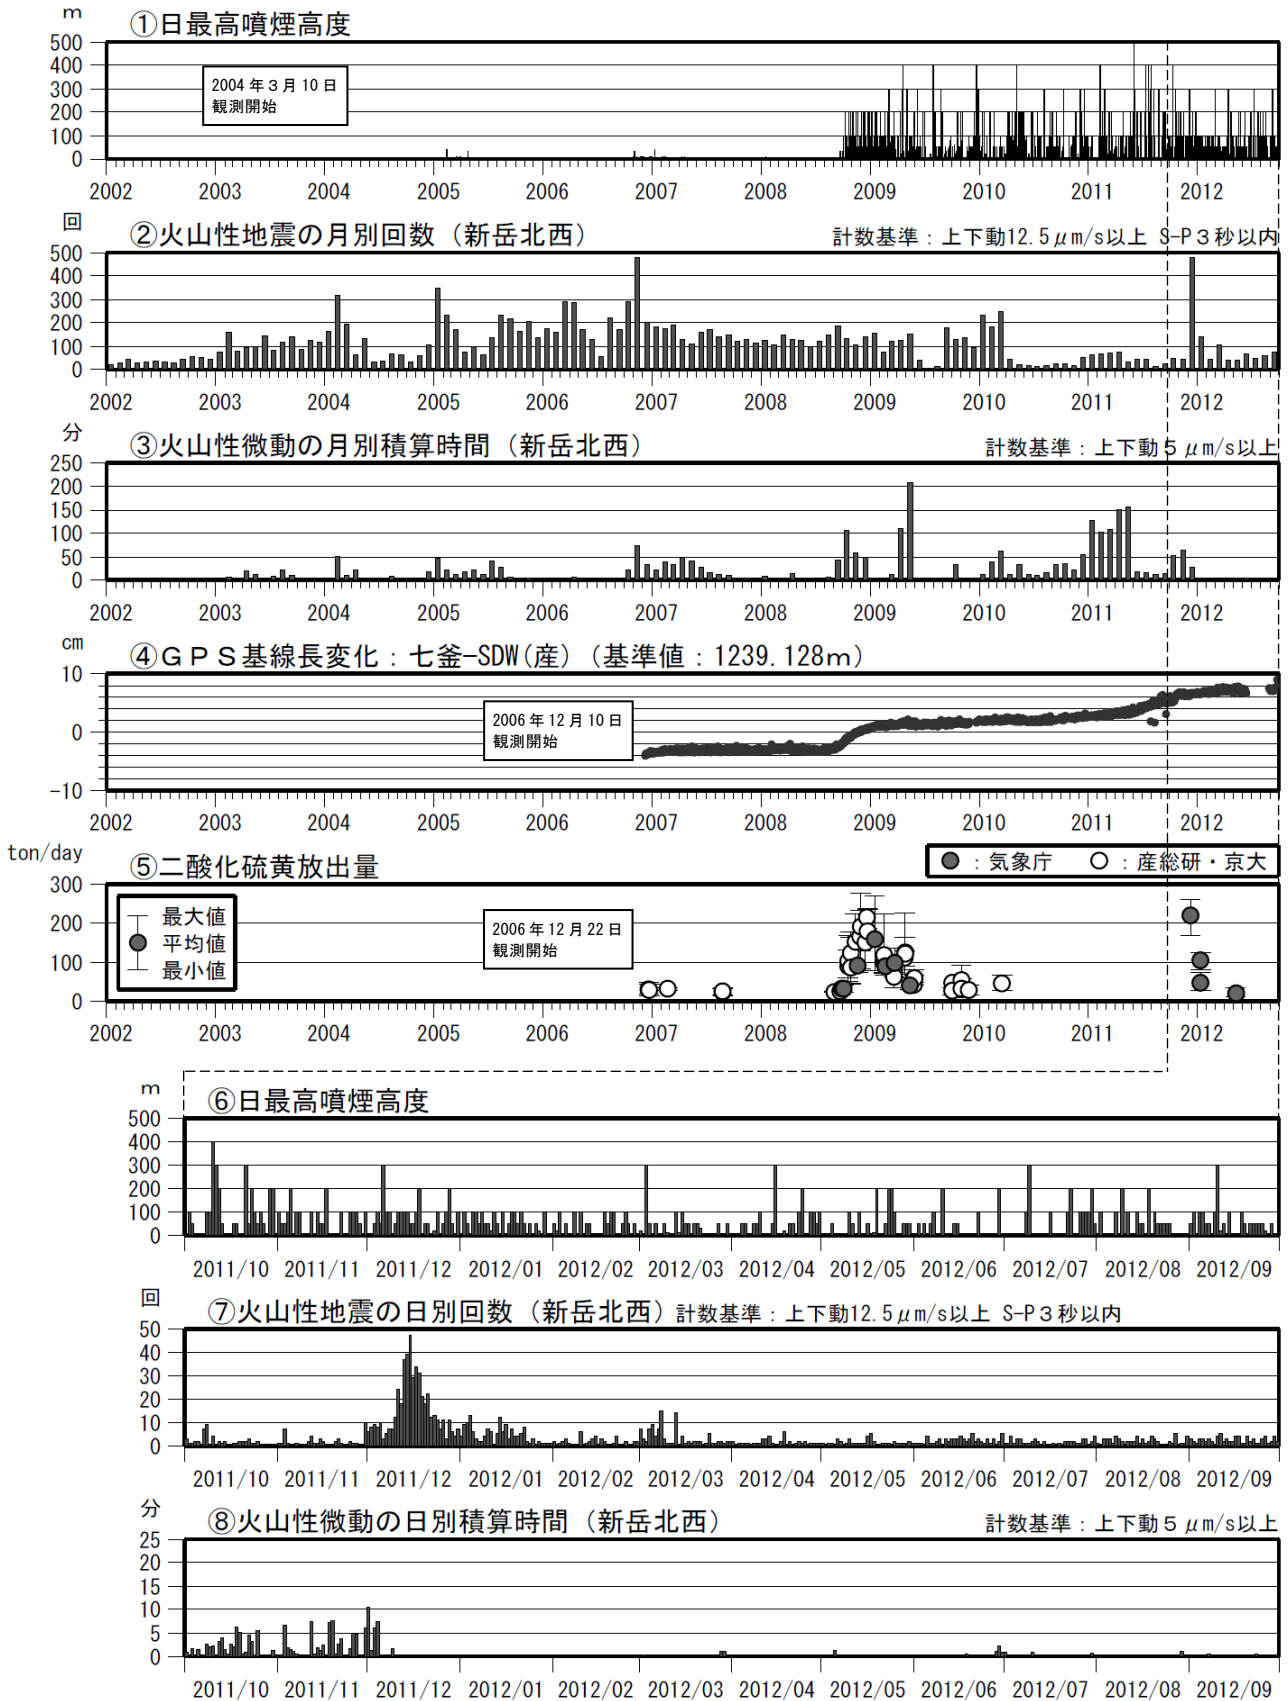 m
①日最高噴煙高度
500
400
300
200
100
0
2004年3月10日
観測開始
2002 2003 2004 2005 2006 2007 2008 2009 2010 2011 2012
回
②火山性地震の月別回数（新岳北西） 計数基準：上下動12.5μm/s以上 S-P3秒以内
500
400
300
200
100
0
2002 2003 2004 2005 2006 2007 2008 2009 2010 2011 2012
分
③火山性微動の月別積算時間（新岳北西） 計数基準：上下動5μm/s以上
250
200
150
100
50
0
2002 2003 2004 2005 2006 2007 2008 2009 2010 2011 2012
cm
④ＧＰＳ基線長変化：七釜-SDW(産)（基準値：1239.128m）
10
0
-10
2006年12月10日
観測開始
2002 2003 2004 2005 2006 2007 2008 2009 2010 2011 2012
ton/day
⑤二酸化硫黄放出量
●：気象庁 ○：産総研・京大
300
200
100
0
最大値
平均値
最小値
2006年12月22日
観測開始
2002 2003 2004 2005 2006 2007 2008 2009 2010 2011 2012
m
⑥日最高噴煙高度
500
400
300
200
100
0
2011/10 2011/11 2011/12 2012/01 2012/02 2012/03 2012/04 2012/05 2012/06 2012/07 2012/08 2012/09
回
⑦火山性地震の日別回数（新岳北西）計数基準：上下動12.5μm/s以上 S-P3秒以内
50
40
30
20
10
0
2011/10 2011/11 2011/12 2012/01 2012/02 2012/03 2012/04 2012/05 2012/06 2012/07 2012/08 2012/09
分
⑧火山性微動の日別積算時間（新岳北西） 計数基準：上下動5μm/s以上
25
20
15
10
5
0
2011/10 2011/11 2011/12 2012/01 2012/02 2012/03 2012/04 2012/05 2012/06 2012/07 2012/08 2012/09